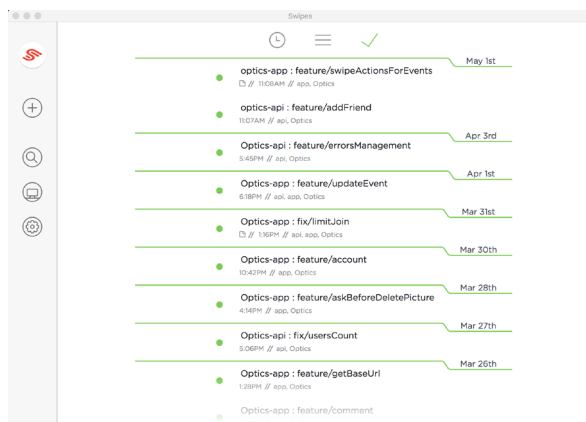 Swipes
May 1st
optics-app : feature/swipeActionsForEvents
// 11:08AM // app, Optics
optics-api : feature/addFriend
11:07AM // api, Optics
Apr 3rd
Optics-api : feature/errorsManagement
5:45PM // api, Optics
Apr 1st
Optics-app : feature/updateEvent
6:18PM // api, app, Optics
Mar 31st
Optics-app : fix/limitJoin
// 1:16PM // api, app, Optics
Mar 30th
Optics-app : feature/account
10:42PM // app, Optics
Mar 28th
Optics-app : feature/askBeforeDeletePicture
4:14PM // app, Optics
Mar 27th
Optics-api : fix/usersCount
5:06PM // api, Optics
Mar 26th
Optics-app : feature/getBaseUrl
1:28PM // app, Optics
Optics-app : feature/comment